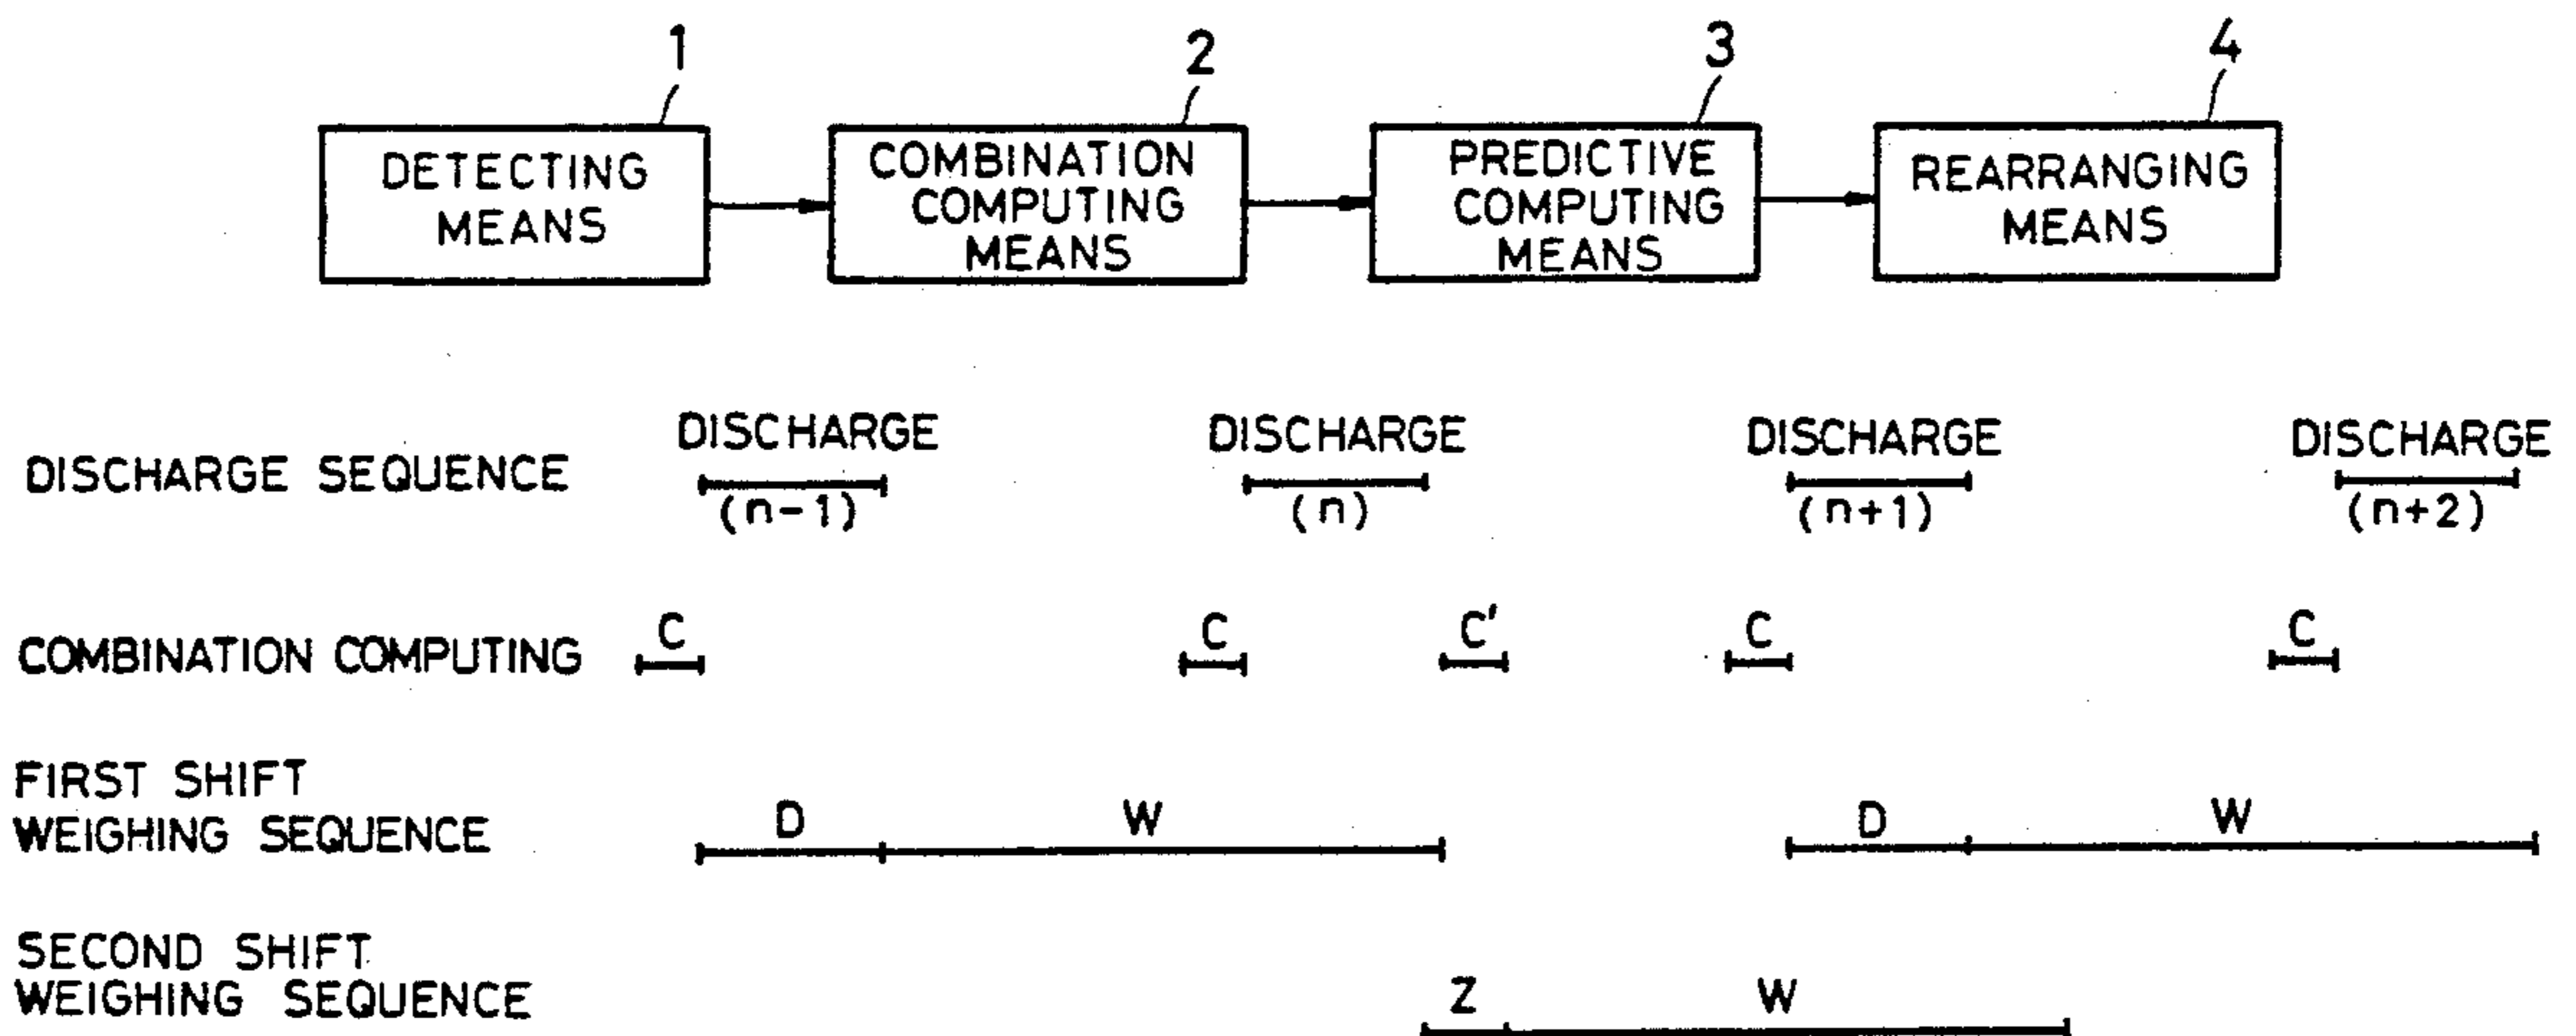 1
2
3
4
DETECTING
MEANS
COMBINATION
COMPUTING
MEANS
PREDICTIVE
COMPUTING
MEANS
REARRANGING
MEANS
DISCHARGE SEQUENCE
DISCHARGE
(n-1)
DISCHARGE
(n)
DISCHARGE
(n+1)
DISCHARGE
(n+2)
COMBINATION COMPUTING
C
C
C'
C
C
FIRST SHIFT
WEIGHING SEQUENCE
D
W
D
W
SECOND SHIFT
WEIGHING SEQUENCE
Z
W